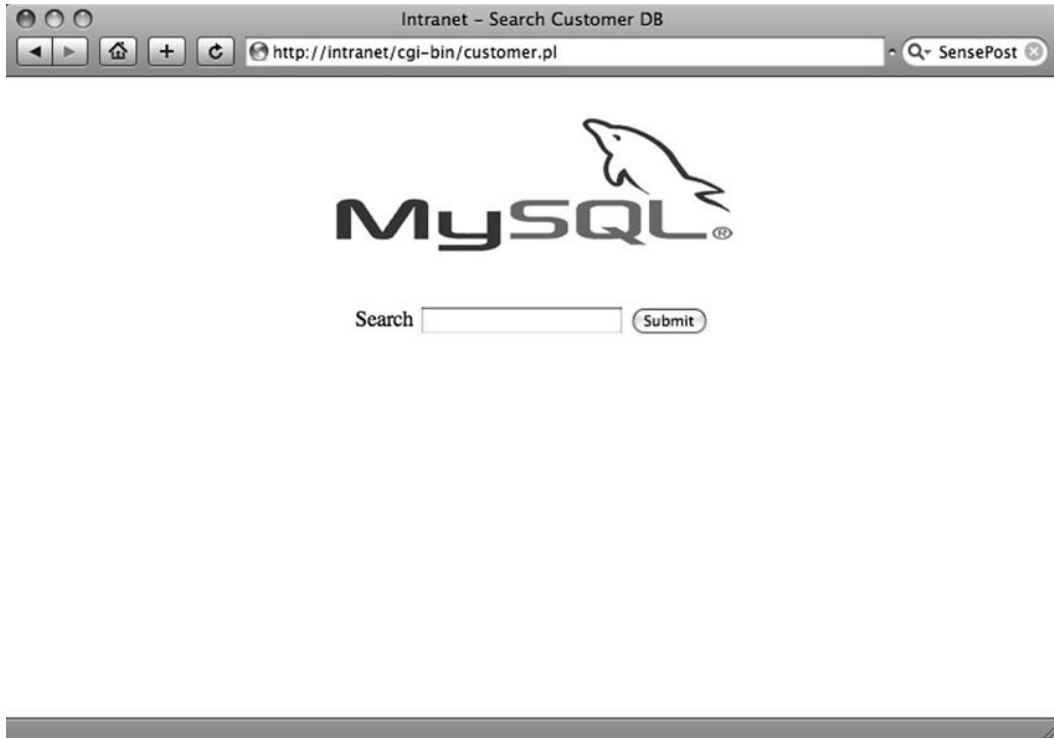 Intranet – Search Customer DB
http://intranet/cgi-bin/customer.pl
SensePost
MySQL®
Search
Submit